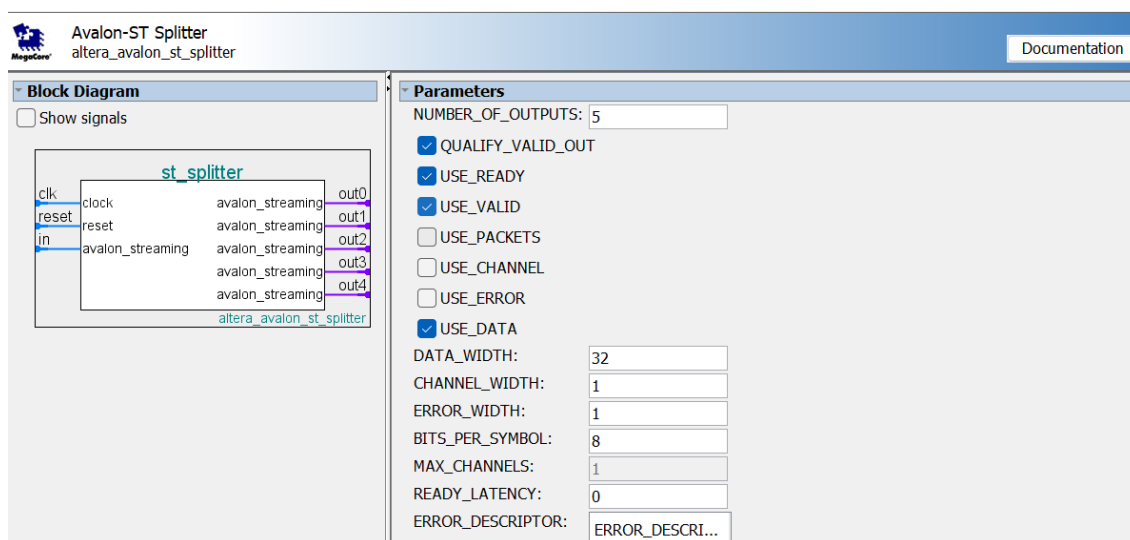 Avalon-ST Splitter
MegaCore® altera_avalon_st_splitter
Documentation
Block Diagram
Show signals
st_splitter
clk
clock
avalon_streaming
out0
reset
reset
avalon_streaming
out1
in
avalon_streaming
avalon_streaming
out2
avalon_streaming
out3
avalon_streaming
out4
altera_avalon_st_splitter
Parameters
NUMBER_OF_OUTPUTS: 5
QUALIFY_VALID_OUT
USE_READY
USE_VALID
USE_PACKETS
USE_CHANNEL
USE_ERROR
USE_DATA
DATA_WIDTH: 32
CHANNEL_WIDTH: 1
ERROR_WIDTH: 1
BITS_PER_SYMBOL: 8
MAX_CHANNELS: 1
READY_LATENCY: 0
ERROR_DESCRIPTOR: ERROR_DESCRI...